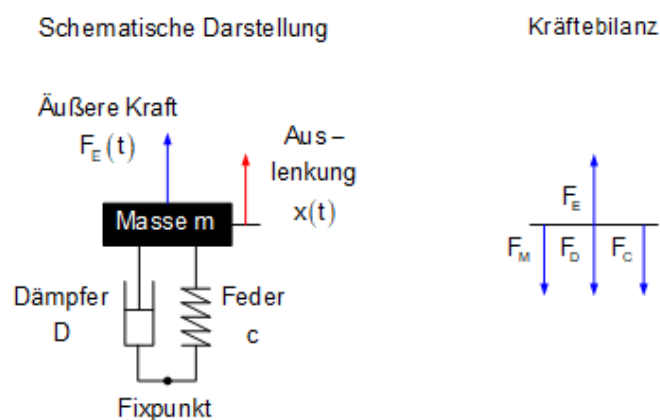 Schematische Darstellung
Kräftebilanz
Äußere Kraft
F_E(t)
Aus –
lenkung
x(t)
Masse m
Dämpfer
D
Feder
c
Fixpunkt
F_E
F_M F_D F_C